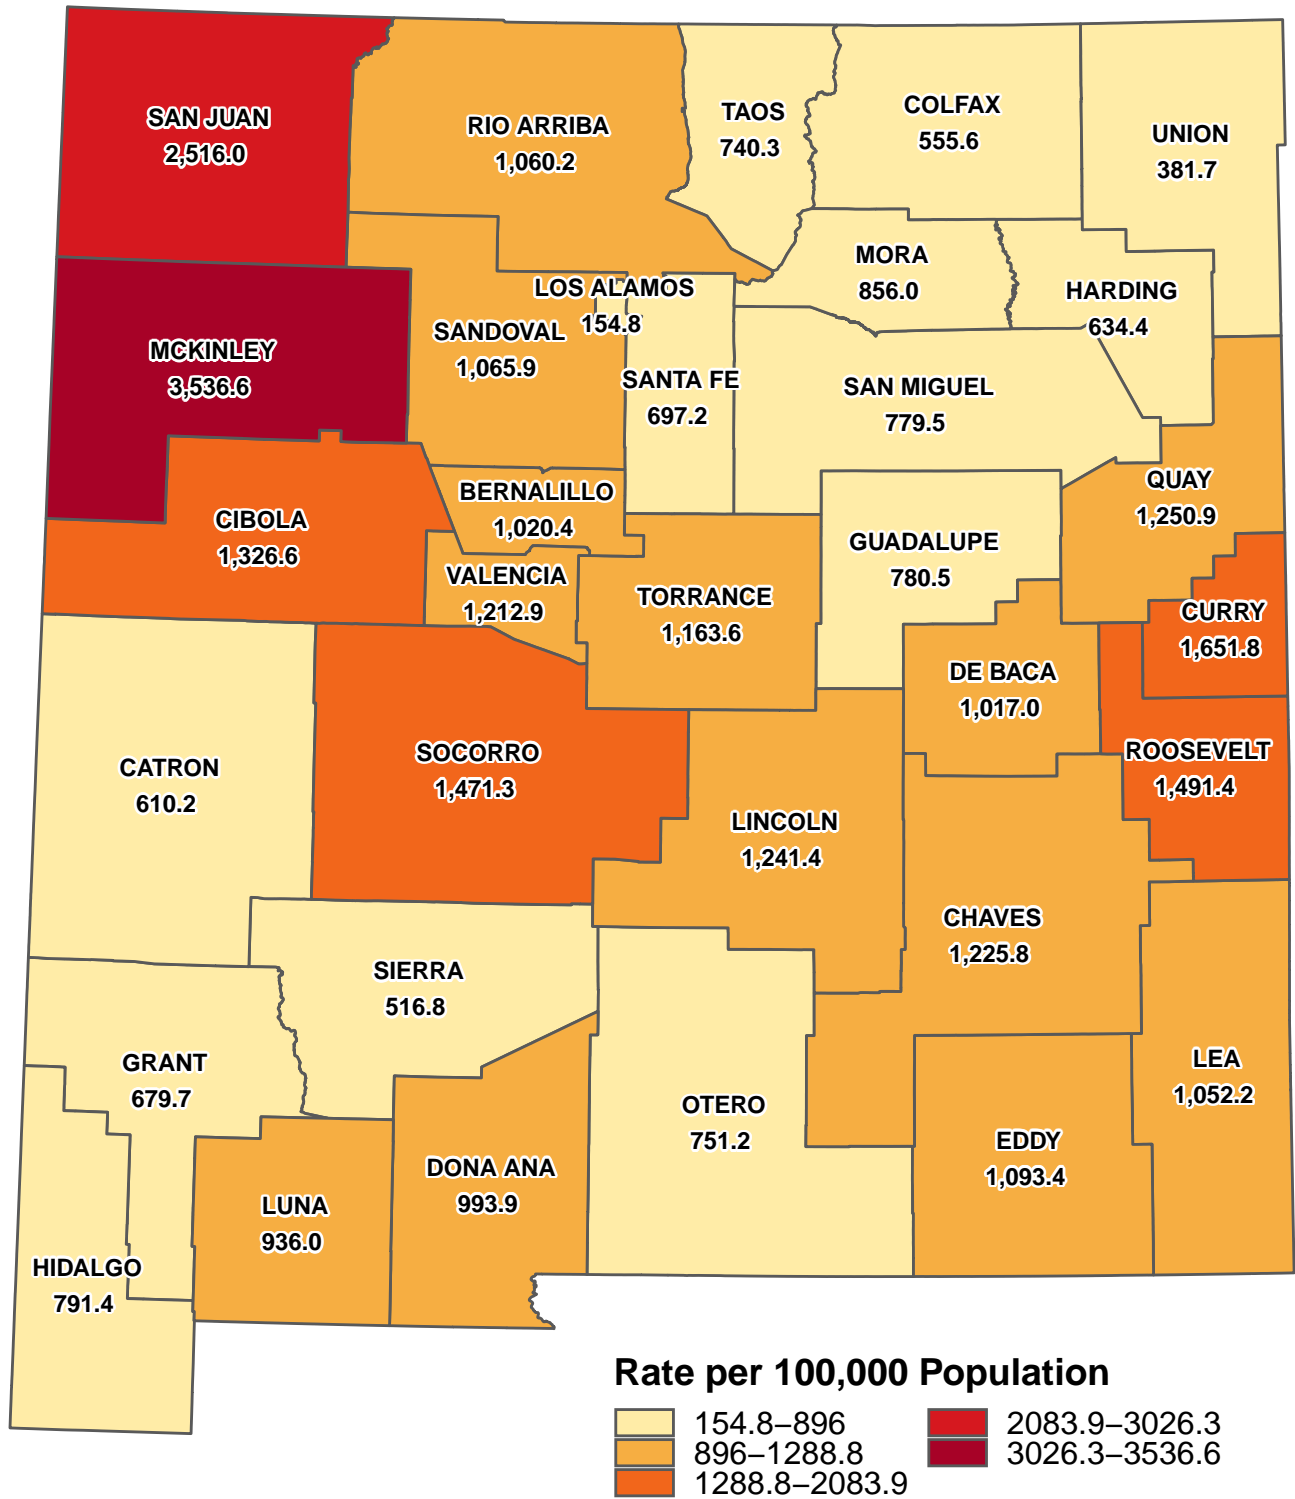 SAN JUAN
2,516.0
RIO ARRIBA
1,060.2
TAOS
740.3
COLFAX
555.6
UNION
381.7
MORA
856.0
HARDING
634.4
LOS ALAMOS
154.8
SANDOVAL
1,065.9
MCKINLEY
3,536.6
SANTA FE
697.2
SAN MIGUEL
779.5
QUAY
1,250.9
BERNALILLO
1,020.4
CIBOLA
1,326.6
GUADALUPE
780.5
VALENCIA
1,212.9
TORRANCE
1,163.6
CURRY
1,651.8
DE BACA
1,017.0
ROOSEVELT
1,491.4
CATRON
610.2
SOCORRO
1,471.3
LINCOLN
1,241.4
CHAVES
1,225.8
SIERRA
516.8
GRANT
679.7
OTERO
751.2
LEA
1,052.2
EDDY
1,093.4
DONA ANA
993.9
LUNA
936.0
HIDALGO
791.4
Rate per 100,000 Population
154.8–896
896–1288.8
1288.8–2083.9
2083.9–3026.3
3026.3–3536.6